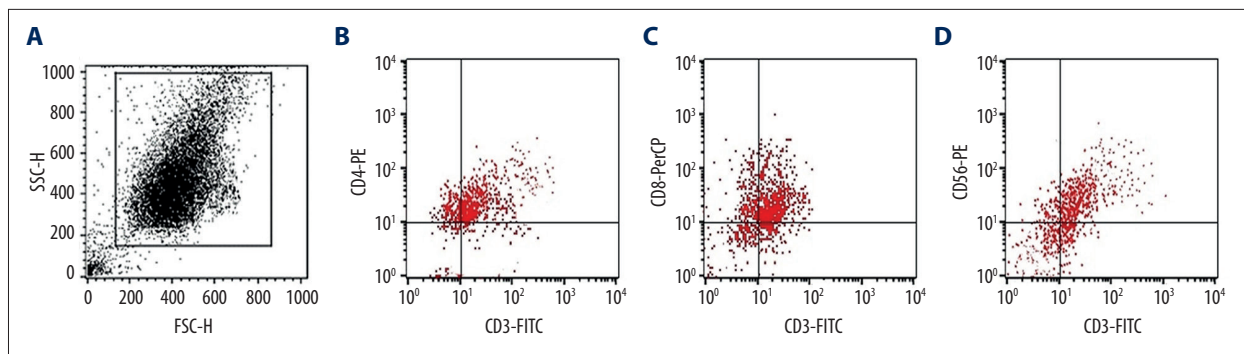 A
1000
800
600
400
200
0
SSC-H
0 200 400 600 800 1000
FSC-H
B
10⁴
10³
10²
10¹
10⁰
CD4-PE
10⁰ 10¹ 10² 10³ 10⁴
CD3-FITC
C
10⁴
10³
10²
10¹
10⁰
CD8-PerCP
10⁰ 10¹ 10² 10³ 10⁴
CD3-FITC
D
10⁴
10³
10²
10¹
10⁰
CD56-PE
10⁰ 10¹ 10² 10³ 10⁴
CD3-FITC